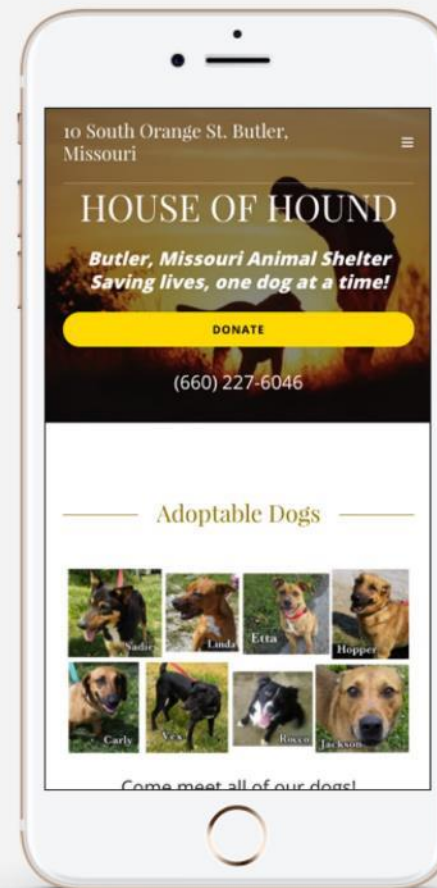 10 South Orange St. Butler,
Missouri
HOUSE OF HOUND
Butler, Missouri Animal Shelter
Saving lives, one dog at a time!
DONATE
(660) 227-6046
Adoptable Dogs
Sadie
Linda
Etta
Hopper
Carly
Vex
Rocco
Jackson
Come meet all of our dogs!